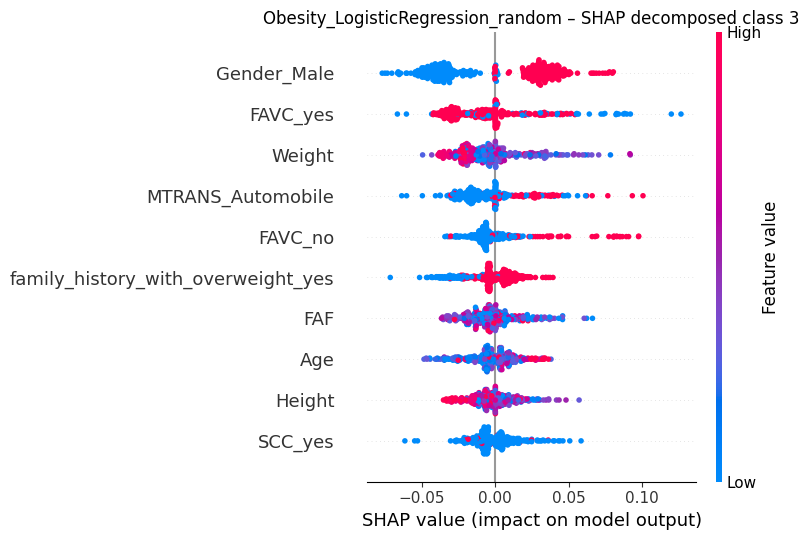 Obesity_LogisticRegression_random – SHAP decomposed class 3
High
Gender_Male
FAVC_yes
Weight
MTRANS_Automobile
FAVC_no
family_history_with_overweight_yes
FAF
Age
Height
SCC_yes
Feature value
Low
−0.05 0.00 0.05 0.10
SHAP value (impact on model output)